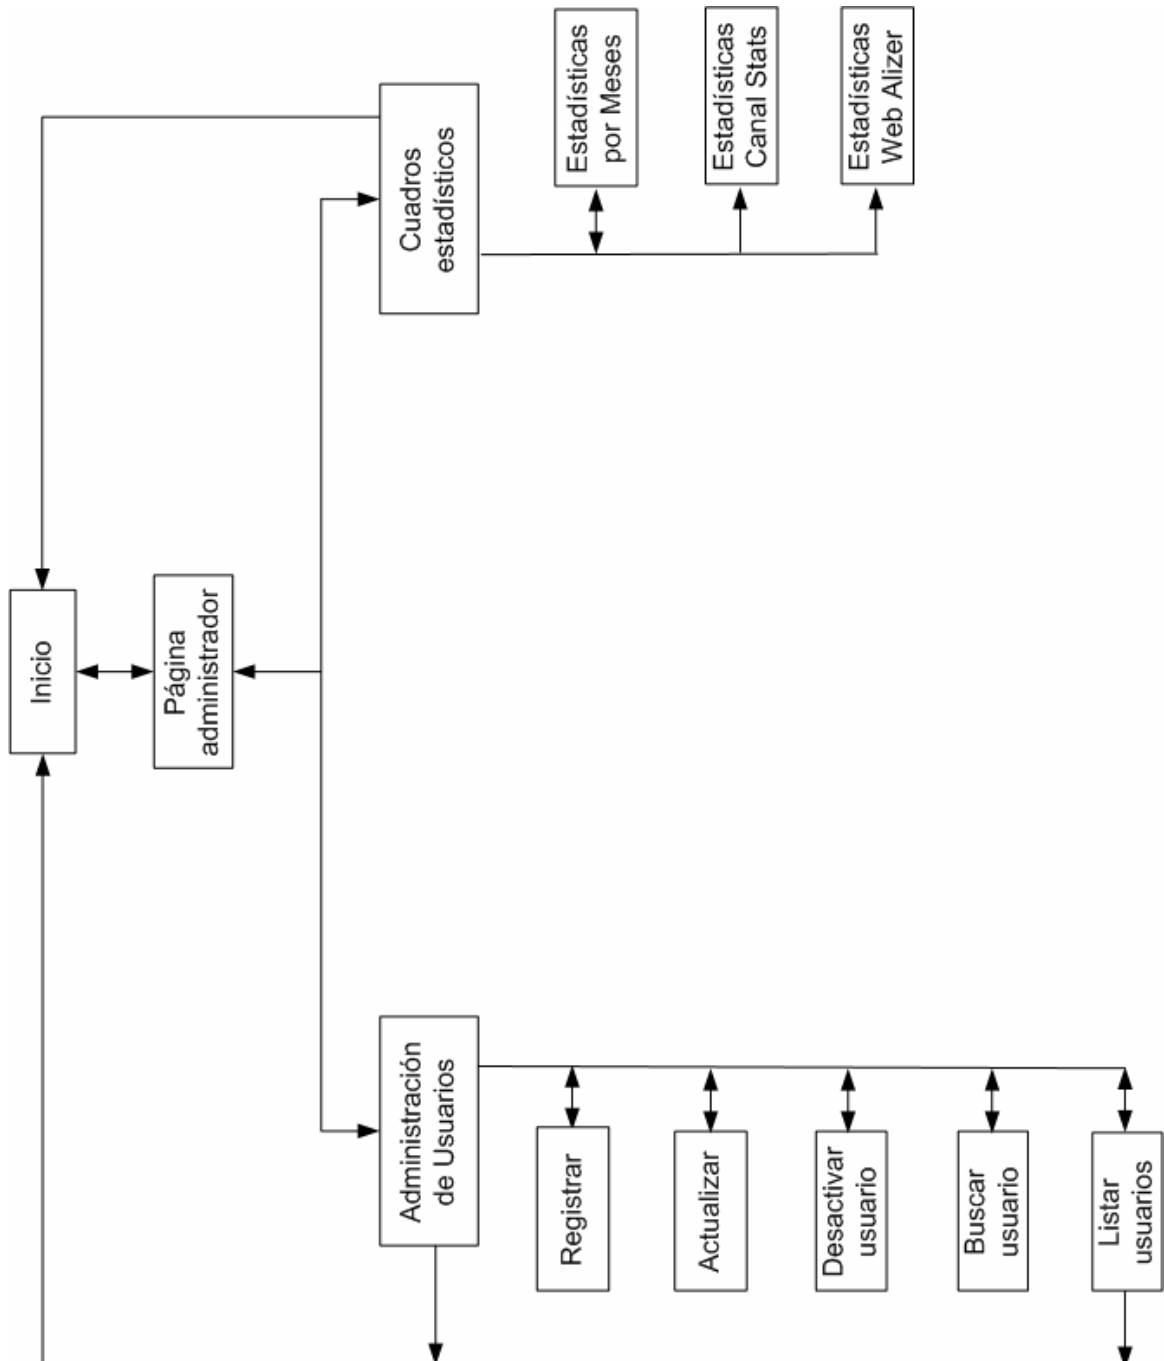 Inicio
Página
administrador
Administración
de Usuarios
Cuadros
estadísticos
Registrar
Actualizar
Desactivar
usuario
Buscar
usuario
Listar
usuarios
Estadísticas
por Meses
Estadísticas
Canal Stats
Estadísticas
Web Alizer